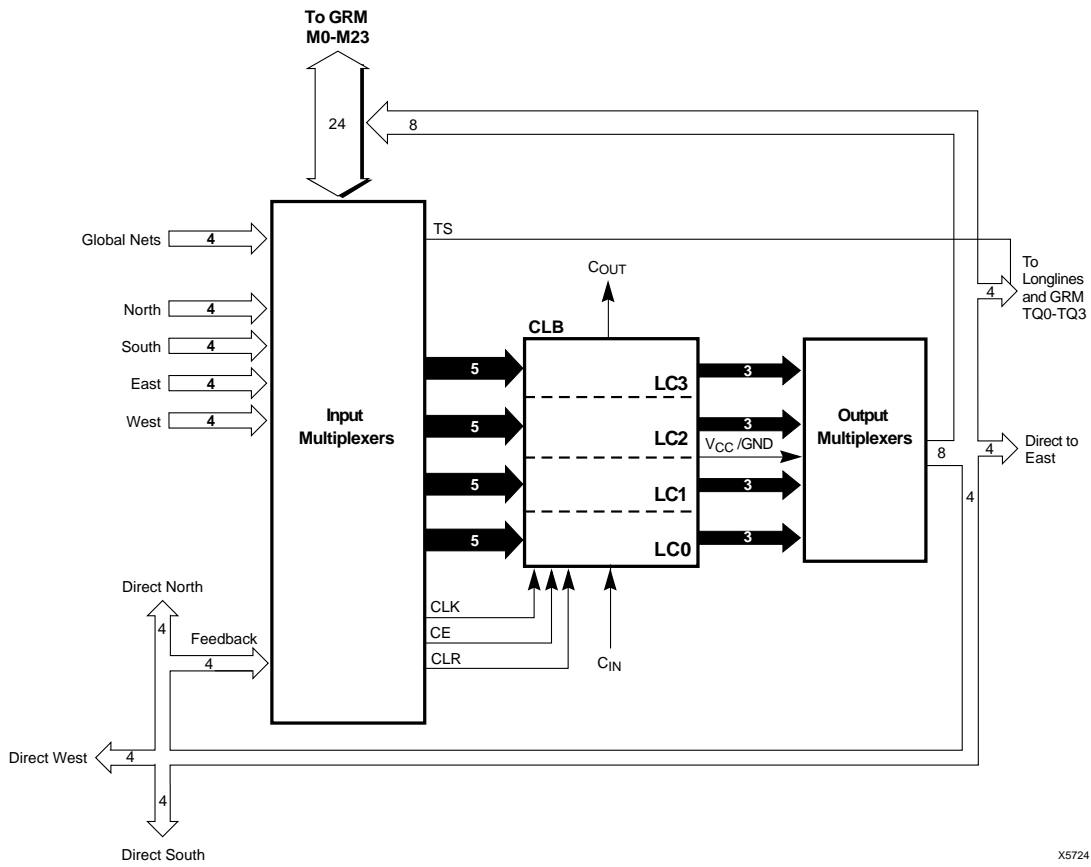 To GRM
M0-M23
24
8
Global Nets
4
TS
North
4
South
4
East
4
West
4
Input
Multiplexers
COUT
CLB
5
5
5
5
LC3
LC2
LC1
LC0
3
3
VCC /GND
3
3
Output
Multiplexers
To
Longlines
and GRM
TQ0-TQ3
4
8
4
Direct to
East
4
Direct North
4
Feedback
4
CLK
CE
CLR
CIN
Direct West
4
4
Direct South
X5724